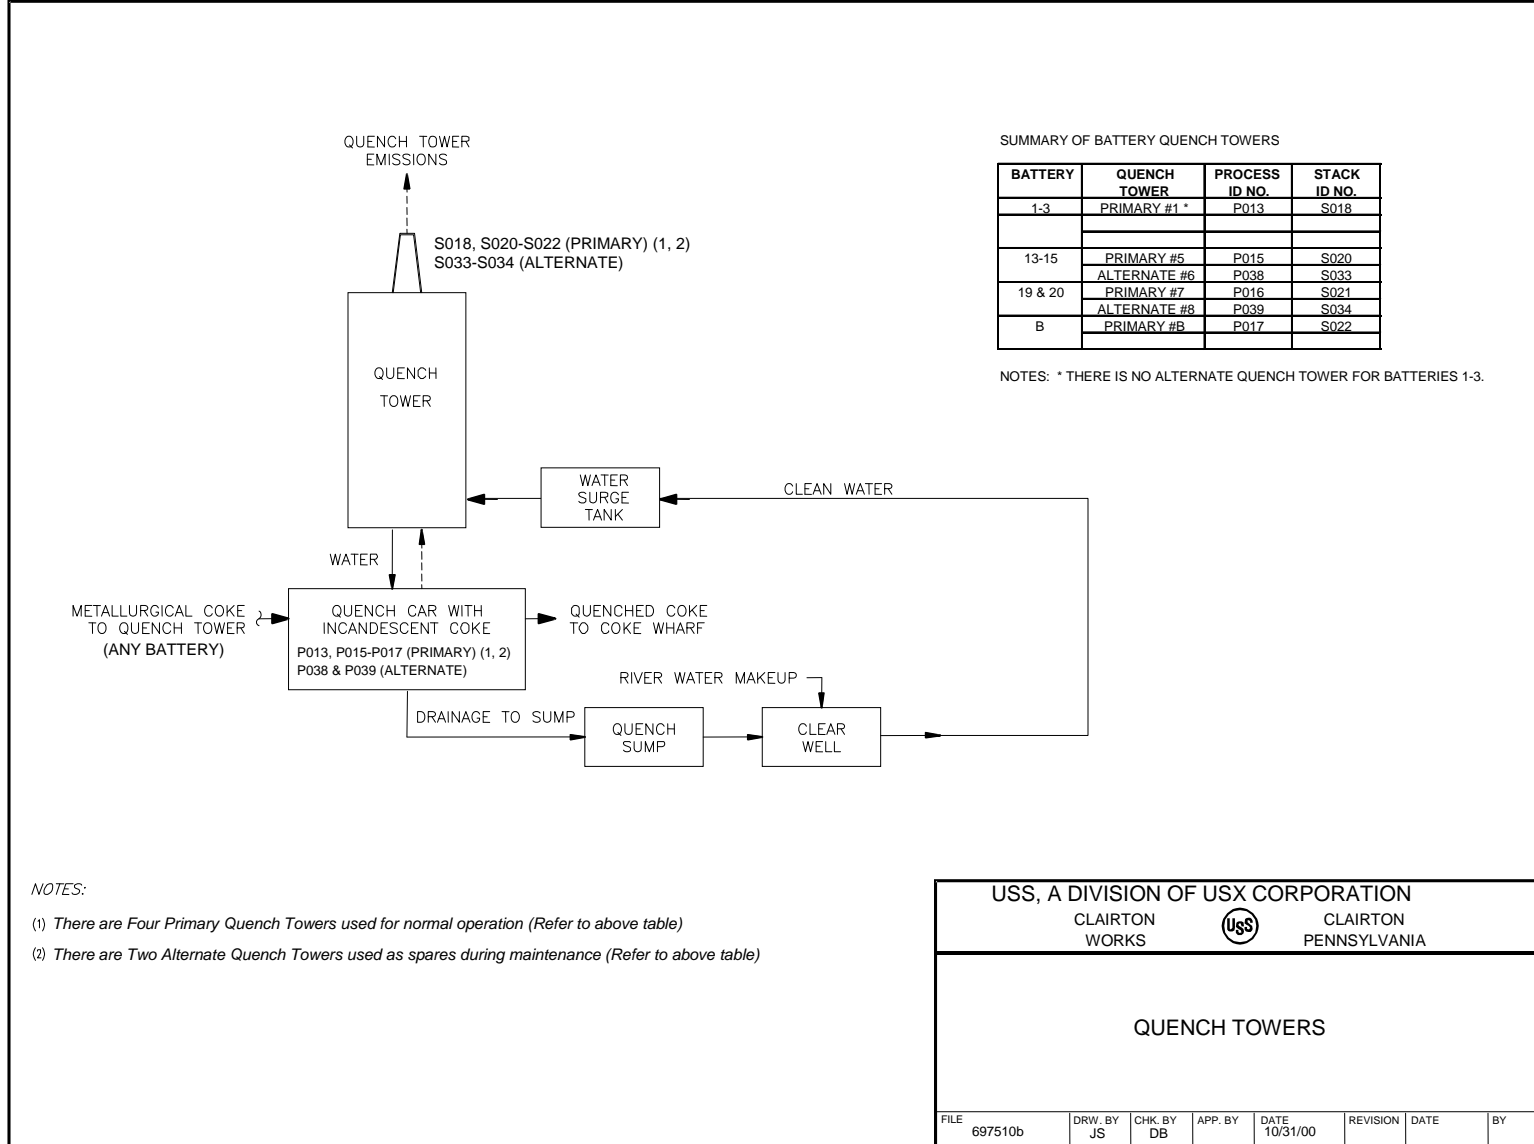 QUENCH TOWER
EMISSIONS
S018, S020-S022 (PRIMARY) (1, 2)
S033-S034 (ALTERNATE)
QUENCH
TOWER
WATER
SURGE
TANK
CLEAN WATER
WATER
METALLURGICAL COKE
TO QUENCH TOWER
(ANY BATTERY)
QUENCH CAR WITH
INCANDESCENT COKE
P013, P015-P017 (PRIMARY) (1, 2)
P038 & P039 (ALTERNATE)
QUENCHED COKE
TO COKE WHARF
RIVER WATER MAKEUP
DRAINAGE TO SUMP
QUENCH
SUMP
CLEAR
WELL
SUMMARY OF BATTERY QUENCH TOWERS
BATTERY QUENCH TOWER PROCESS ID NO. STACK ID NO.
1-3 PRIMARY #1 * P013 S018
13-15 PRIMARY #5 P015 S020
ALTERNATE #6 P038 S033
19 & 20 PRIMARY #7 P016 S021
ALTERNATE #8 P039 S034
B PRIMARY #B P017 S022
NOTES: * THERE IS NO ALTERNATE QUENCH TOWER FOR BATTERIES 1-3.
NOTES:
(1) There are Four Primary Quench Towers used for normal operation (Refer to above table)
(2) There are Two Alternate Quench Towers used as spares during maintenance (Refer to above table)
USS, A DIVISION OF USX CORPORATION
CLAIRTON WORKS
USS
CLAIRTON PENNSYLVANIA
QUENCH TOWERS
FILE 697510b
DRW. BY JS
CHK. BY DB
APP. BY
DATE 10/31/00
REVISION
DATE
BY